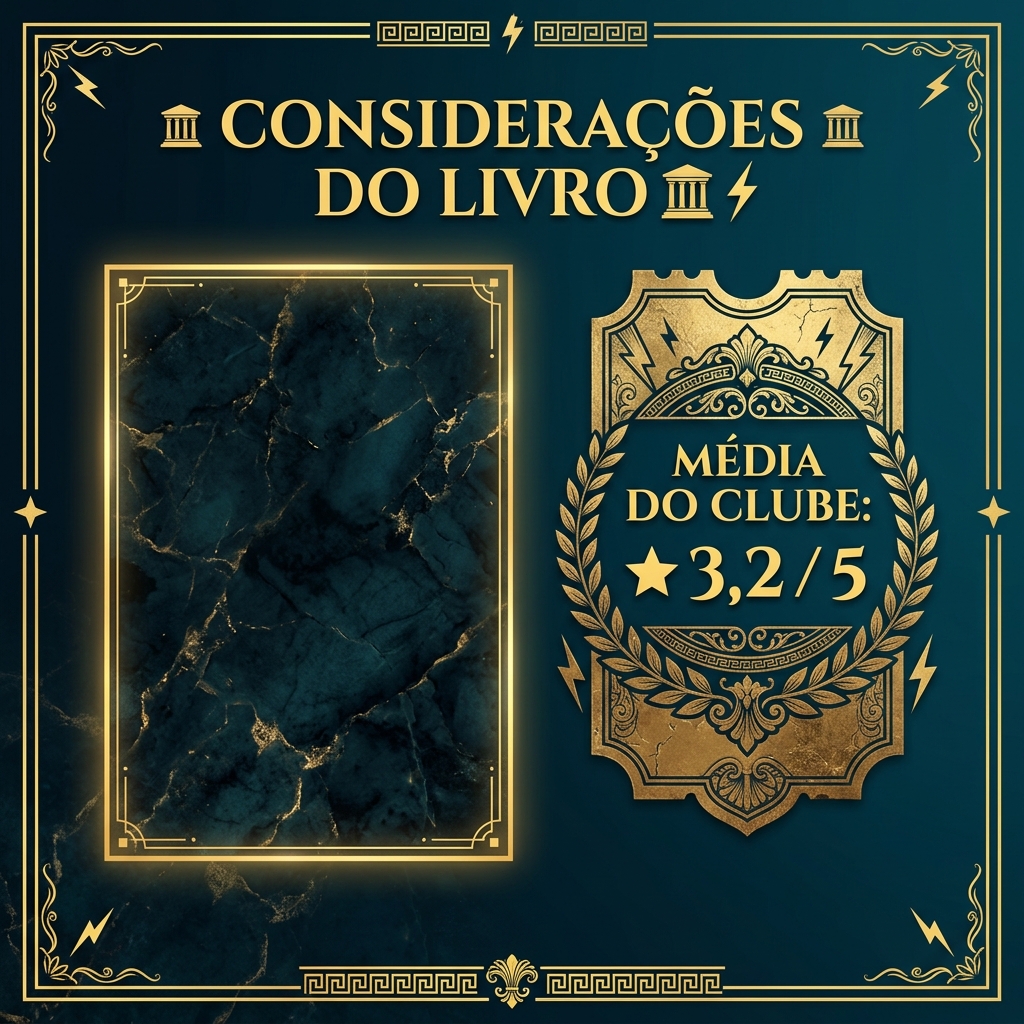 CONSIDERAÇÕES
DO LIVRO
MÉDIA
DO CLUBE:
★ 3,2 / 5